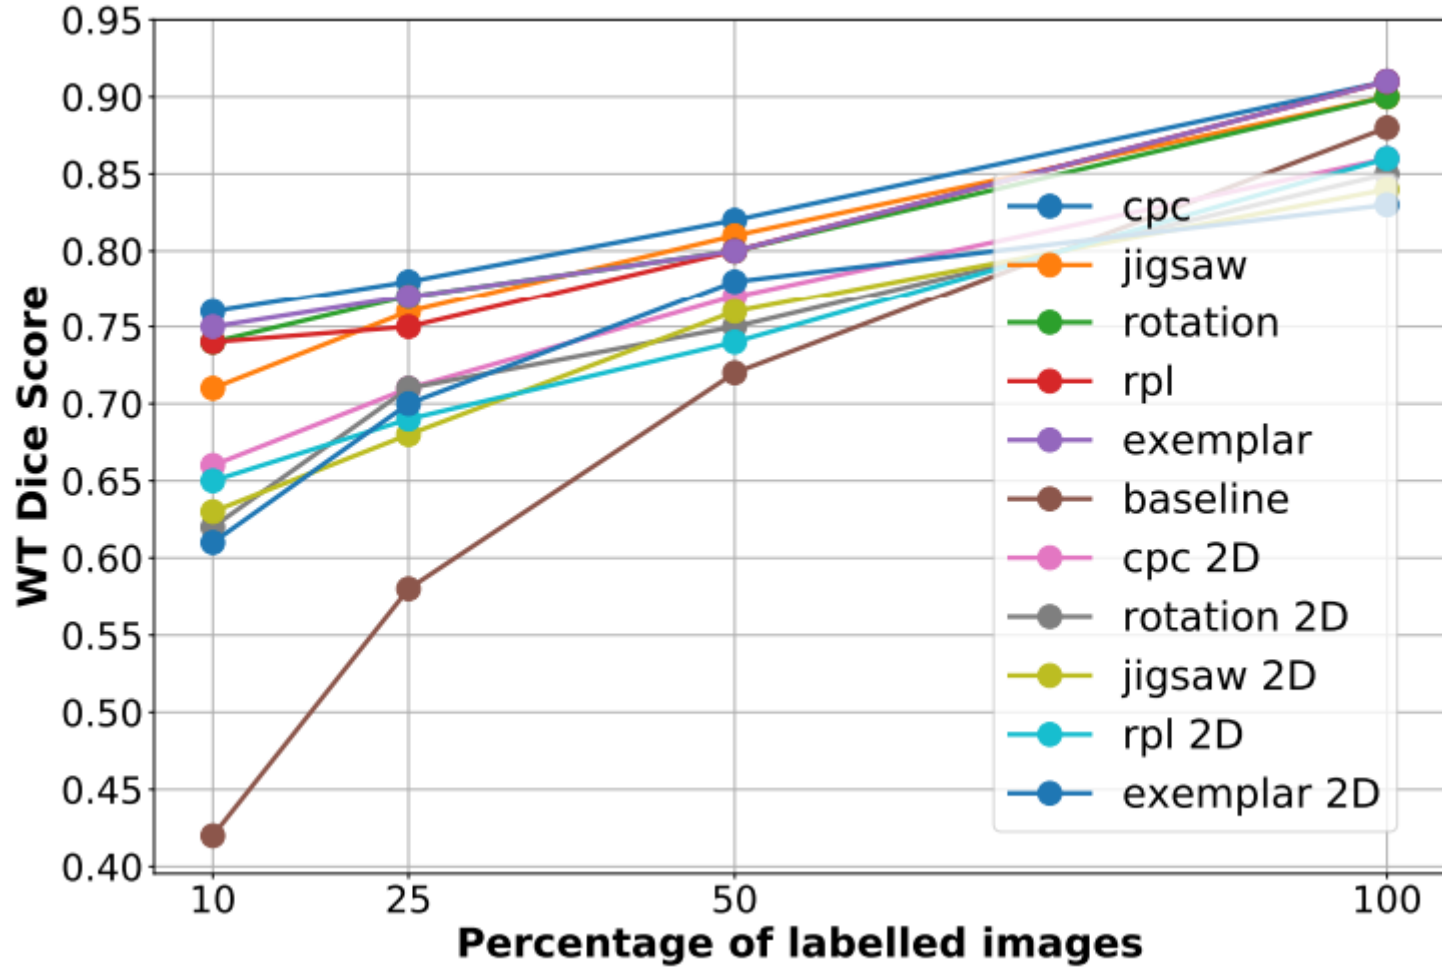 0.95
0.90
0.85
0.80
0.75
0.70
0.65
0.60
0.55
0.50
0.45
0.40
WT Dice Score
cpc
jigsaw
rotation
rpl
exemplar
baseline
cpc 2D
rotation 2D
jigsaw 2D
rpl 2D
exemplar 2D
10 25 50 100
Percentage of labelled images